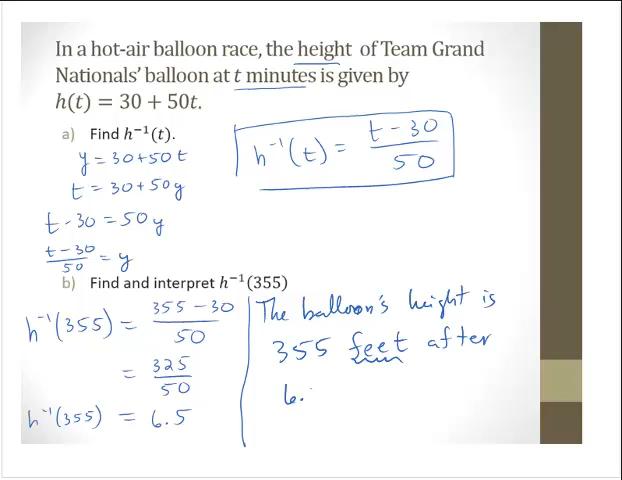 In a hot-air balloon race, the height of Team Grand
Nationals' balloon at t minutes is given by
h(t) = 30 + 50t.
a) Find h⁻¹(t).
y = 30+50t
t = 30+50y
t - 30 = 50y
t-30/50 = y
h⁻¹(t) = t-30/50
b) Find and interpret h⁻¹(355)
h⁻¹(355) = 355-30/50
= 325/50
h⁻¹(355) = 6.5
The balloon's height is
355 feet after
6.